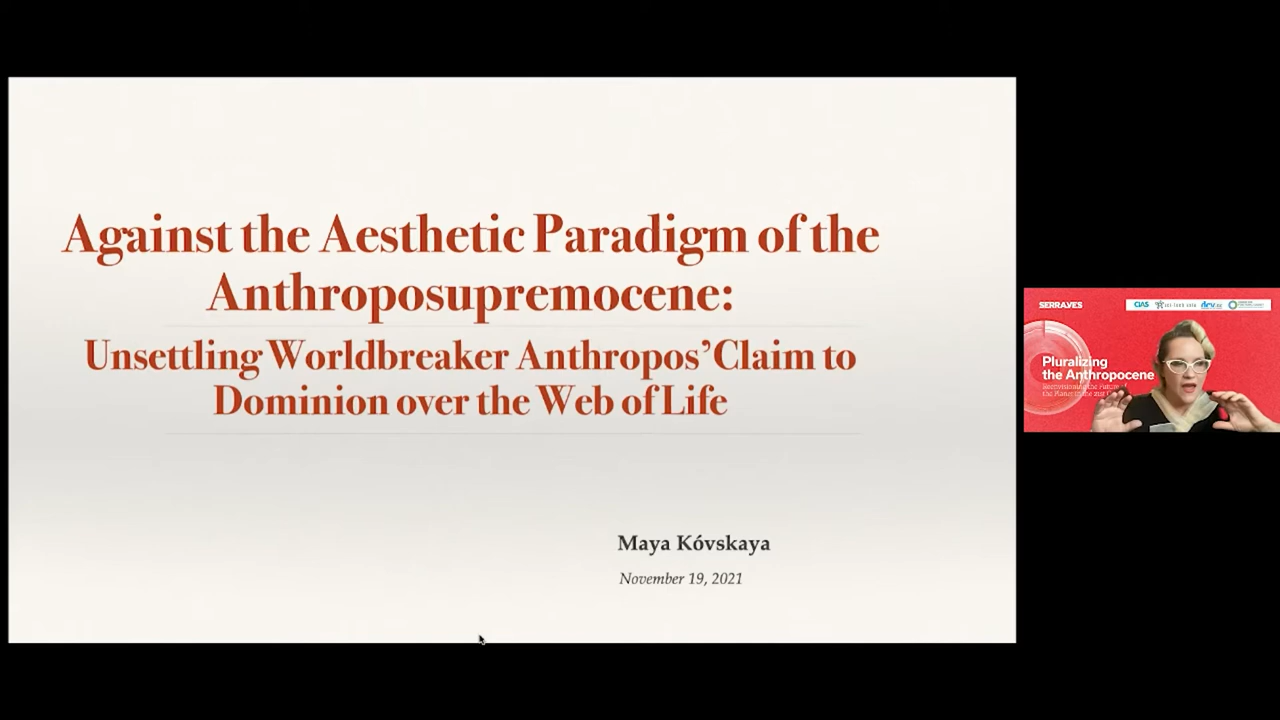 Against the Aesthetic Paradigm of the
Anthroposupremocene:
Unsettling Worldbreaker Anthropos' Claim to
Dominion over the Web of Life
Maya Kóvskaya
November 19, 2021
SERRALVES
CIAS
Pluralizing
the Anthropocene